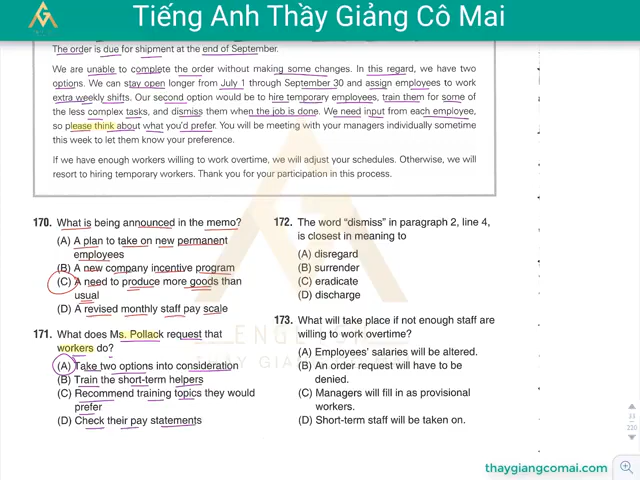 AG
Tiếng Anh Thầy Giảng Cô Mai
The order is due for shipment at the end of September.
We are unable to complete the order without making some changes. In this regard, we have two
options. We can stay open longer from July 1 through September 30 and assign employees to work
extra weekly shifts. Our second option would be to hire temporary employees, train them for some of
the less complex tasks, and dismiss them when the job is done. We need input from each employee,
so please think about what you'd prefer. You will be meeting with your managers individually sometime
this week to let them know your preference.
If we have enough workers willing to work overtime, we will adjust your schedules. Otherwise, we will
resort to hiring temporary workers. Thank you for your participation in this process.
170. What is being announced in the memo?
(A) A plan to take on new permanent
employees
(B) A new company incentive program
(C) A need to produce more goods than
usual
(D) A revised monthly staff pay scale
171. What does Ms. Pollack request that
workers do?
(A) Take two options into consideration
(B) Train the short-term helpers
(C) Recommend training topics they would
prefer
(D) Check their pay statements
172. The word "dismiss" in paragraph 2, line 4,
is closest in meaning to
(A) disregard
(B) surrender
(C) eradicate
(D) discharge
173. What will take place if not enough staff are
willing to work overtime?
(A) Employees' salaries will be altered.
(B) An order request will have to be
denied.
(C) Managers will fill in as provisional
workers.
(D) Short-term staff will be taken on.
33
220
thaygiangcomai.com